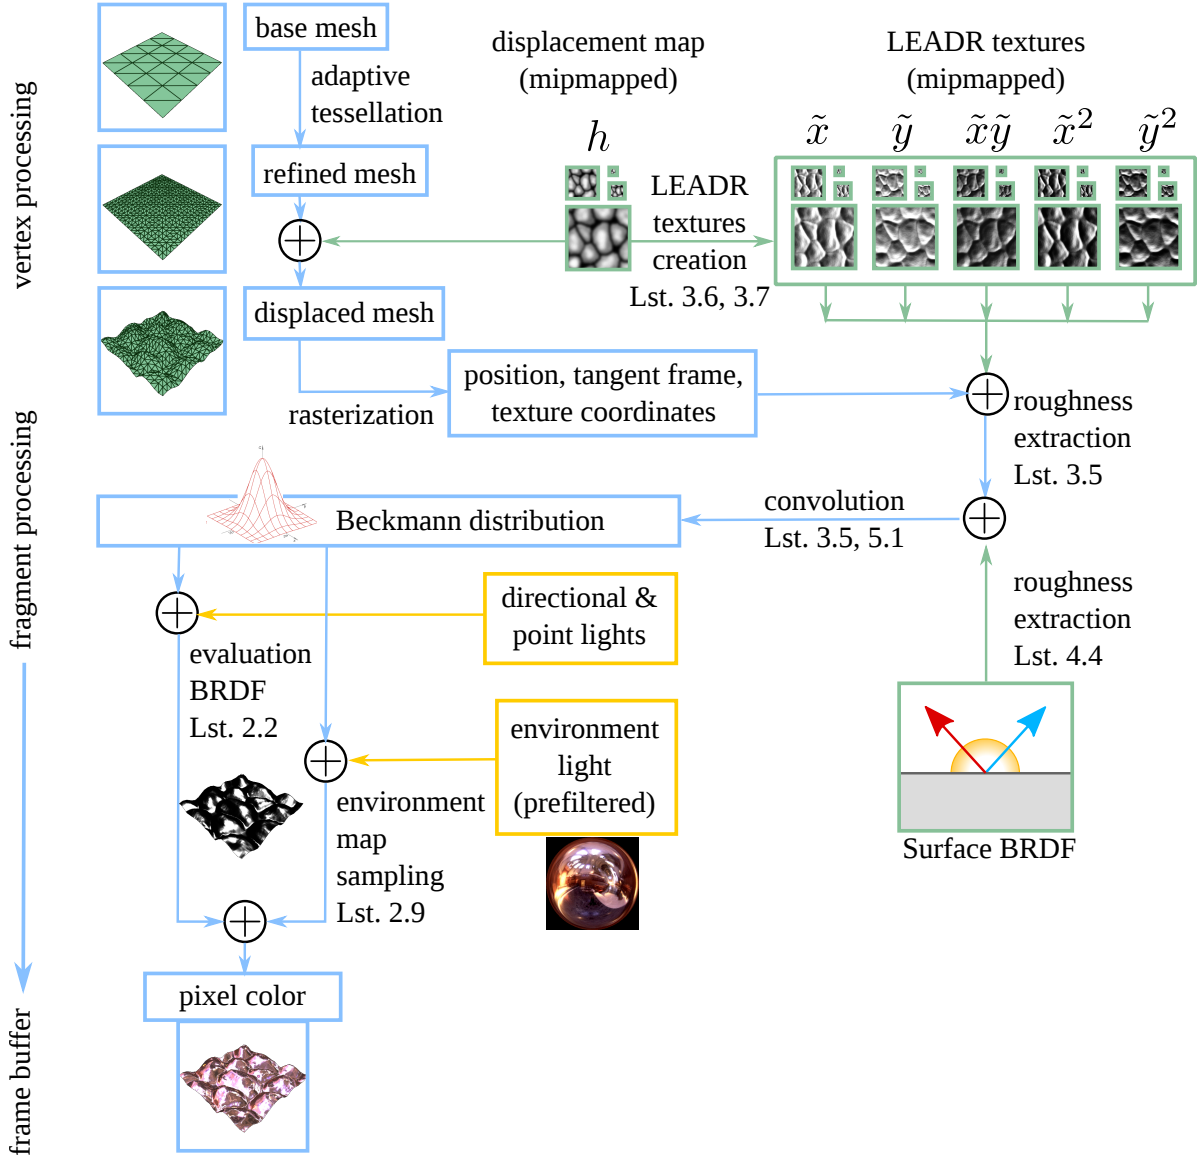 vertex processing
fragment processing
frame buffer
base mesh
adaptive
tessellation
refined mesh
displaced mesh
rasterization
displacement map
(mipmapped)
h
LEADR
textures
creation
Lst. 3.6, 3.7
LEADR textures
(mipmapped)
x̃ ỹ x̃ỹ x̃² ỹ²
position, tangent frame,
texture coordinates
roughness
extraction
Lst. 3.5
convolution
Lst. 3.5, 5.1
Beckmann distribution
roughness
extraction
Lst. 4.4
Surface BRDF
directional &
point lights
evaluation
BRDF
Lst. 2.2
environment
light
(prefiltered)
environment
map
sampling
Lst. 2.9
pixel color